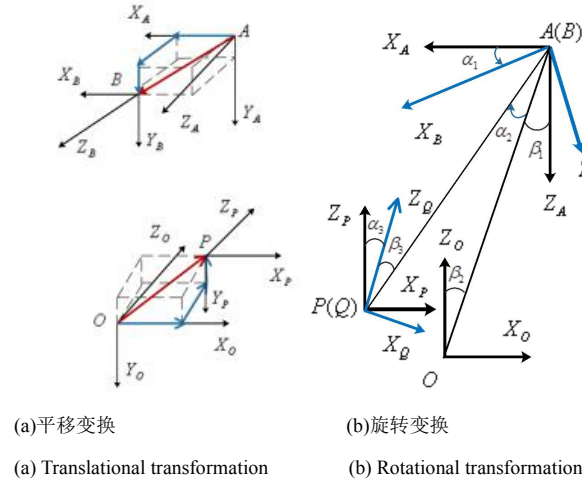 X_A A
X_B B
Z_A Y_A
Z_B Y_B
Z_P
Z_O P
X_P
Y_P
O X_O
Y_O
A(B)
X_A α_1
X_B α_2 β_1
Z_A
Z_P α_3 Z_Q
β_3 Z_O
P(Q) X_P β_2
X_Q X_O
O
(a)平移变换 (b)旋转变换
(a) Translational transformation (b) Rotational transformation